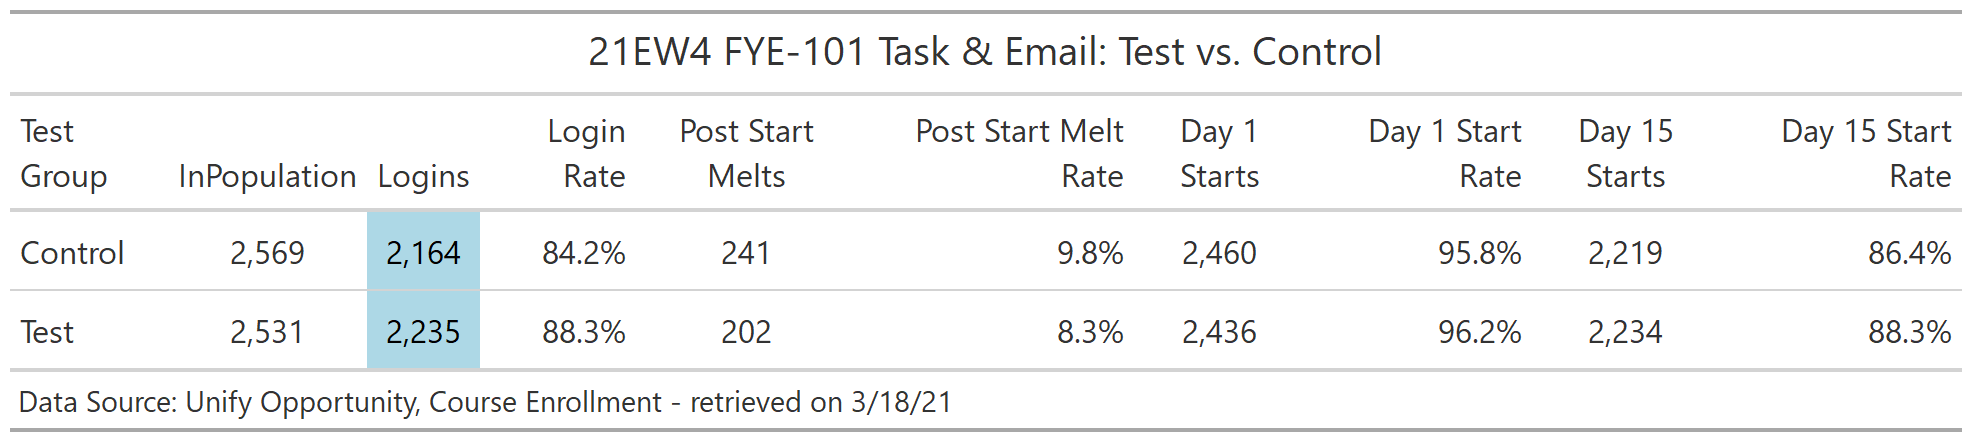 21EW4 FYE-101 Task & Email: Test vs. Control
Test Group InPopulation Logins Login Rate Post Start Melts Post Start Melt Rate Day 1 Starts Day 1 Start Rate Day 15 Starts Day 15 Start Rate
Control 2,569 2,164 84.2% 241 9.8% 2,460 95.8% 2,219 86.4%
Test 2,531 2,235 88.3% 202 8.3% 2,436 96.2% 2,234 88.3%
Data Source: Unify Opportunity, Course Enrollment - retrieved on 3/18/21